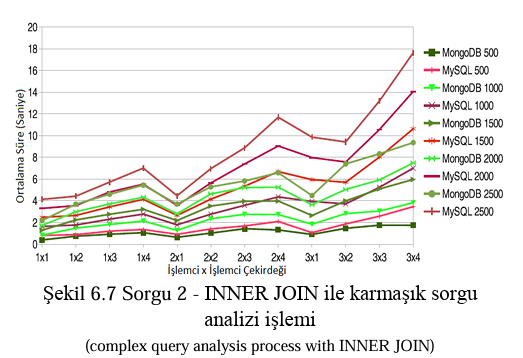 20
18
16
14
12
10
8
6
4
2
0
Ortalama Süre (Saniye)
1x1 1x2 1x3 1x4 2x1 2x2 2x3 2x4 3x1 3x2 3x3 3x4
İşlemci x İşlemci Çekirdeği
MongoDB 500
MySQL 500
MongoDB 1000
MySQL 1000
MongoDB 1500
MySQL 1500
MongoDB 2000
MySQL 2000
MongoDB 2500
MySQL 2500
Şekil 6.7 Sorgu 2 - INNER JOIN ile karmaşık sorgu
analizi işlemi
(complex query analysis process with INNER JOIN)